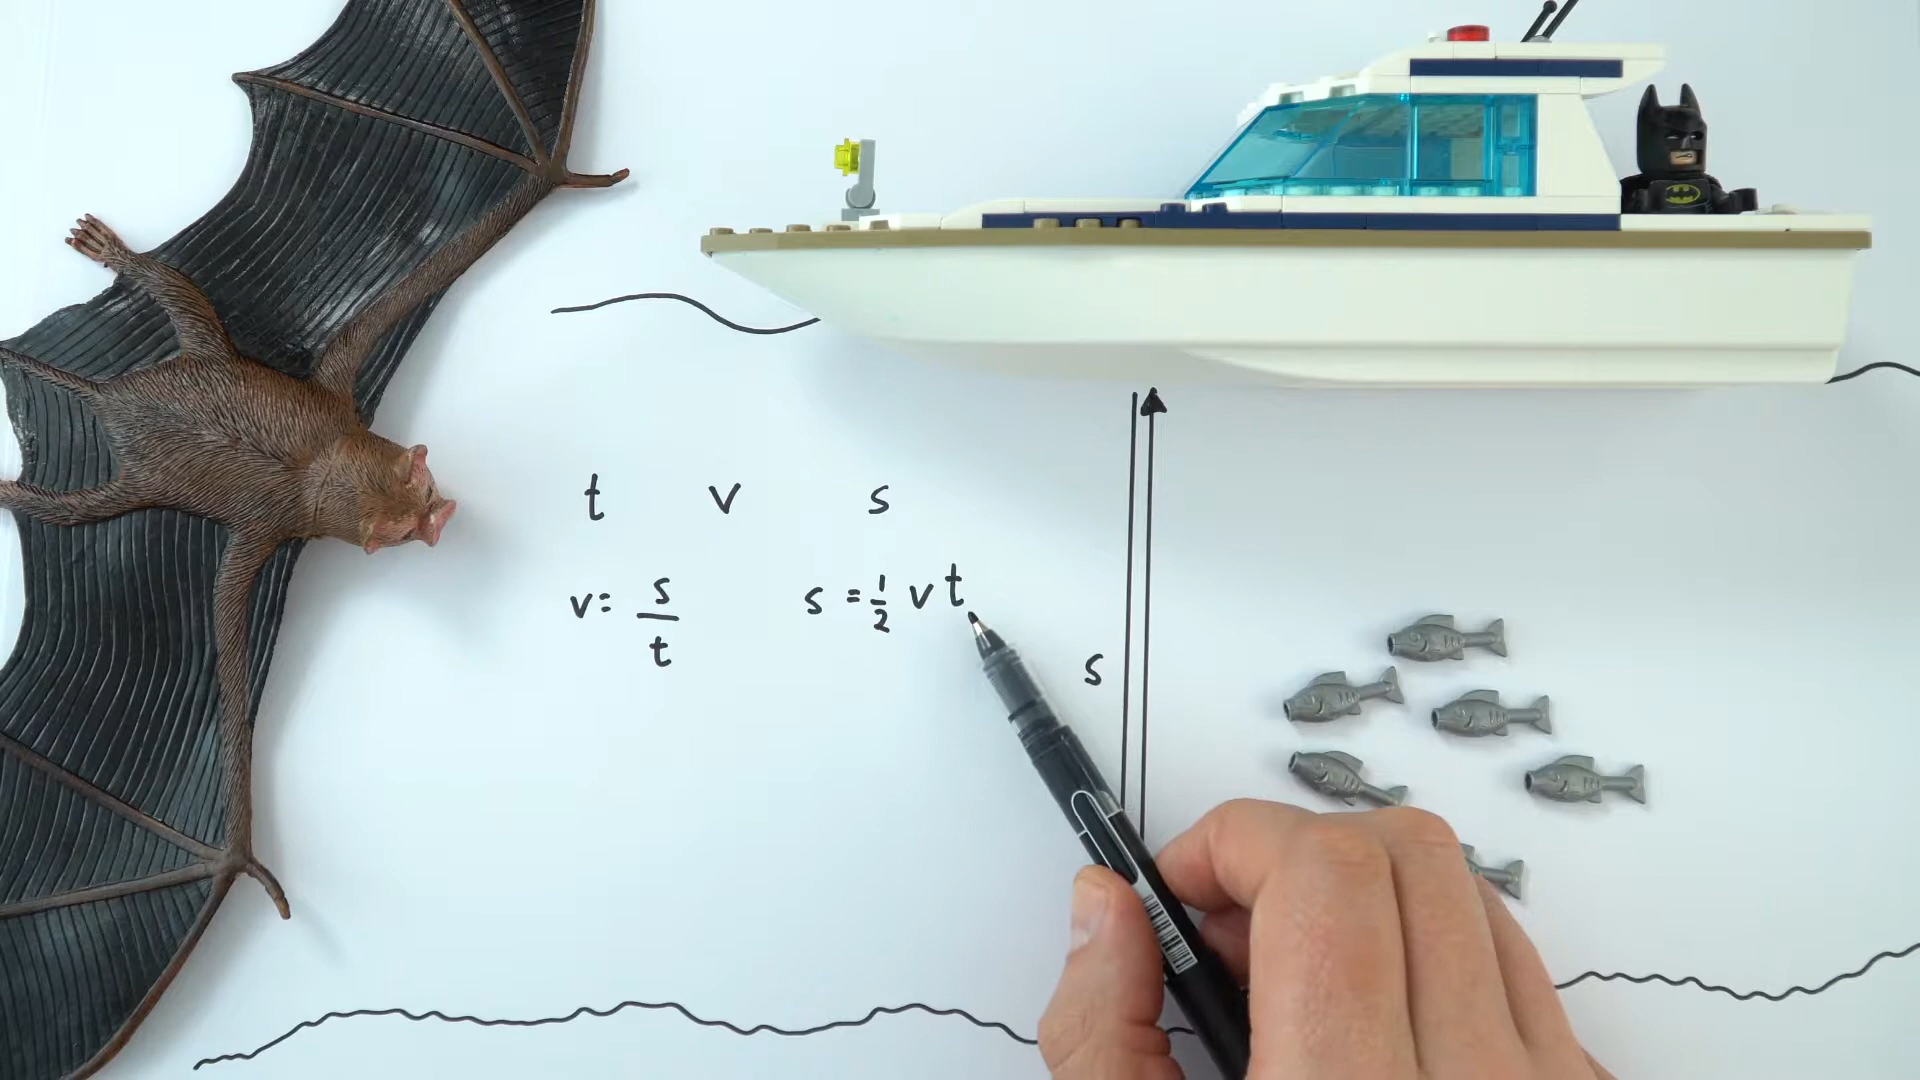 t v s
v = s/t
s = 1/2 v t
s